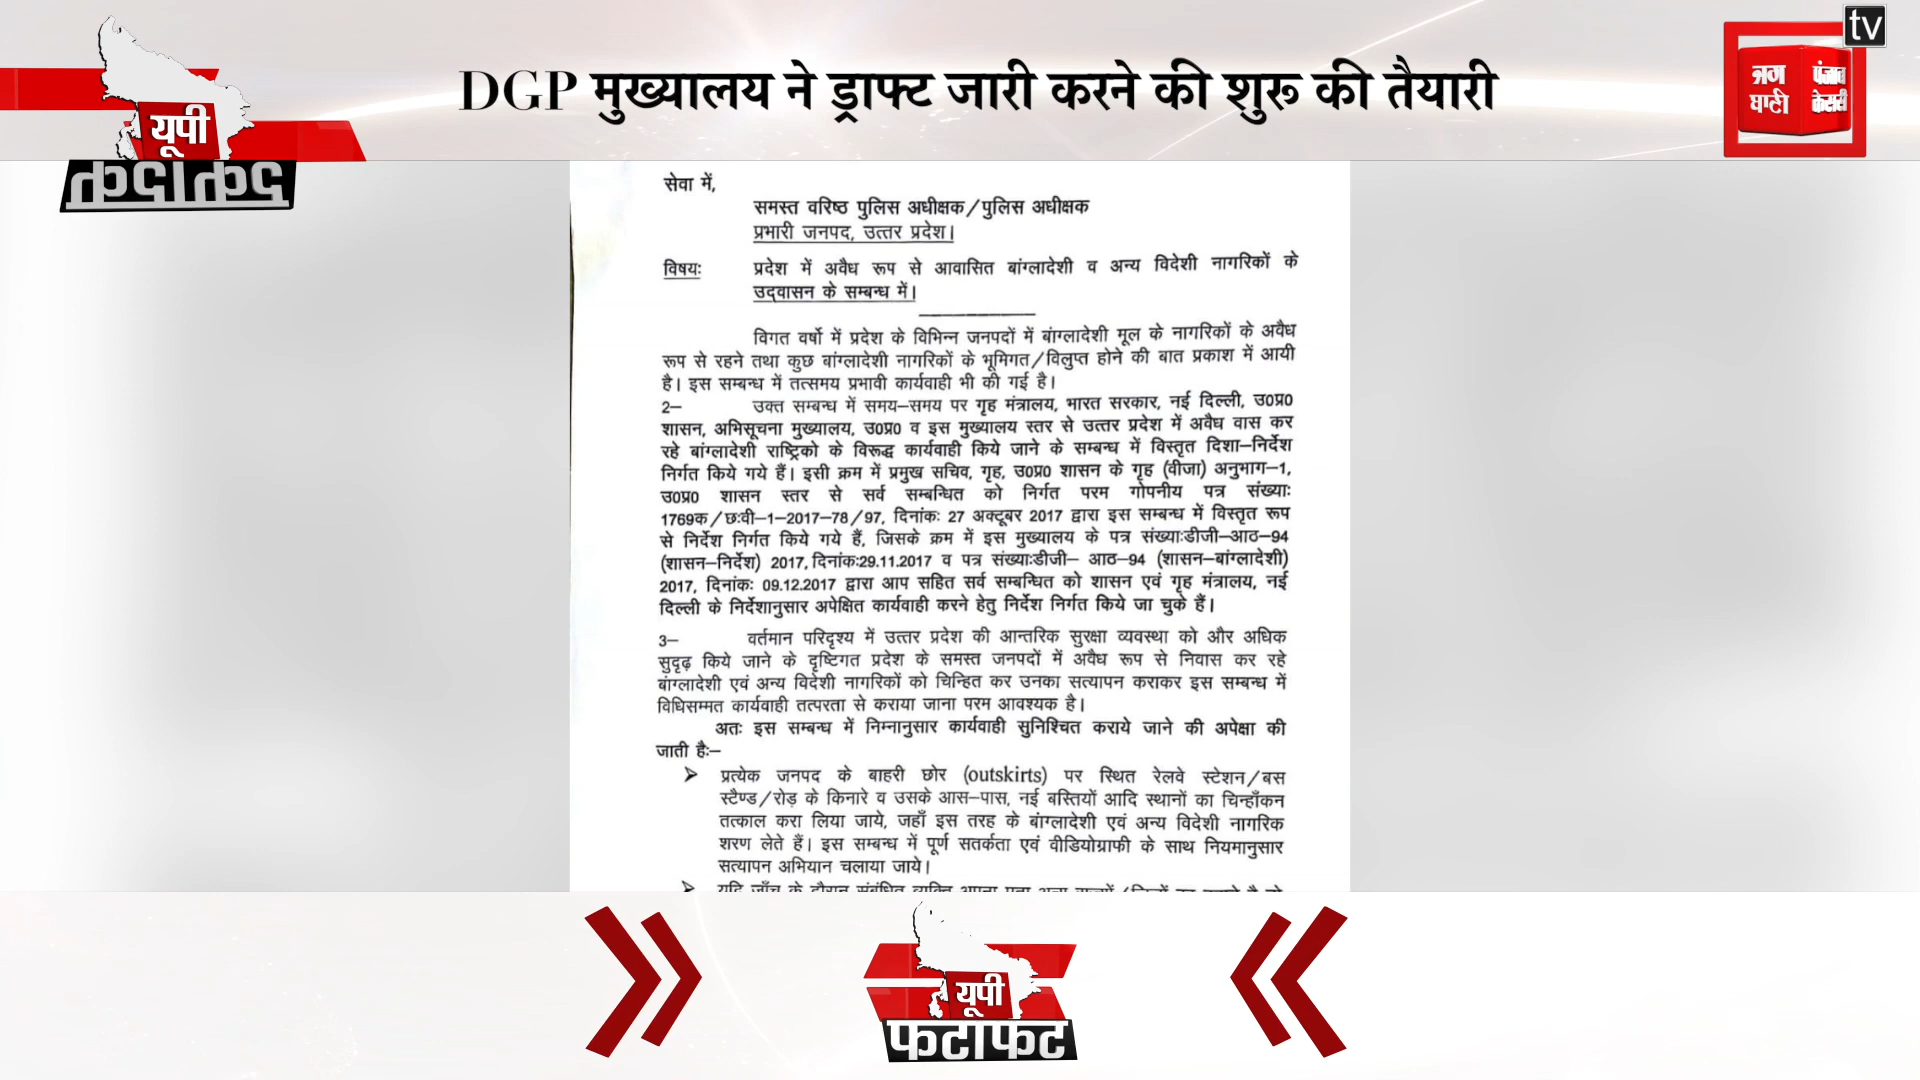 tv
DGP मुख्यालय ने ड्राफ्ट जारी करने की शुरू की तैयारी
यूपी
पंजाब
केसरी
सेवा में,
समस्त वरिष्ठ पुलिस अधीक्षक/पुलिस अधीक्षक
प्रभारी जनपद, उत्तर प्रदेश।
विषयः प्रदेश में अवैध रूप से आवासित बांग्लादेशी व अन्य विदेशी नागरिकों के
उद्वासन के सम्बन्ध में।
विगत वर्षो में प्रदेश के विभिन्न जनपदों में बांग्लादेशी मूल के नागरिकों के अवैध
रूप से रहने तथा कुछ बांग्लादेशी नागरिकों के भूमिगत/विलुप्त होने की बात प्रकाश में आयी
है। इस सम्बन्ध में तत्समय प्रभावी कार्यवाही भी की गई है।
2– उक्त सम्बन्ध में समय–समय पर गृह मंत्रालय, भारत सरकार, नई दिल्ली, उ0प्र0
शासन, अभिसूचना मुख्यालय, उ0प्र0 व इस मुख्यालय स्तर से उत्तर प्रदेश में अवैध वास कर
रहे बांग्लादेशी राष्ट्रिको के विरूद्ध कार्यवाही किये जाने के सम्बन्ध में विस्तृत दिशा–निर्देश
निर्गत किये गये हैं। इसी क्रम में प्रमुख सचिव, गृह, उ0प्र0 शासन के गृह (वीजा) अनुभाग–1,
उ0प्र0 शासन स्तर से सर्व सम्बन्धित को निर्गत परम गोपनीय पत्र संख्याः
1769क/छःवी–1–2017–78/97, दिनांकः 27 अक्टूबर 2017 द्वारा इस सम्बन्ध में विस्तृत रूप
से निर्देश निर्गत किये गये हैं, जिसके क्रम में इस मुख्यालय के पत्र संख्याःडीजी–आठ–94
(शासन–निर्देश) 2017, दिनांकः29.11.2017 व पत्र संख्याःडीजी– आठ–94 (शासन–बांग्लादेशी)
2017, दिनांकः 09.12.2017 द्वारा आप सहित सर्व सम्बन्धित को शासन एवं गृह मंत्रालय, नई
दिल्ली के निर्देशानुसार अपेक्षित कार्यवाही करने हेतु निर्देश निर्गत किये जा चुके हैं।
3– वर्तमान परिदृश्य में उत्तर प्रदेश की आन्तरिक सुरक्षा व्यवस्था को और अधिक
सुदृढ़ किये जाने के दृष्टिगत प्रदेश के समस्त जनपदों में अवैध रूप से निवास कर रहे
बांग्लादेशी एवं अन्य विदेशी नागरिकों को चिन्हित कर उनका सत्यापन कराकर इस सम्बन्ध में
विधिसम्मत कार्यवाही तत्परता से कराया जाना परम आवश्यक है।
अतः इस सम्बन्ध में निम्नानुसार कार्यवाही सुनिश्चित कराये जाने की अपेक्षा की
जाती हैः–
➢ प्रत्येक जनपद के बाहरी छोर (outskirts) पर स्थित रेलवे स्टेशन/बस
स्टैण्ड/रोड़ के किनारे व उसके आस–पास, नई बस्तियों आदि स्थानों का चिन्हाँकन
तत्काल करा लिया जाये, जहाँ इस तरह के बांग्लादेशी एवं अन्य विदेशी नागरिक
शरण लेते हैं। इस सम्बन्ध में पूर्ण सतर्कता एवं वीडियोग्राफी के साथ नियमानुसार
सत्यापन अभियान चलाया जाये।
➢ यदि जाँच के दौरान संबंधित व्यक्ति अपना पता अन्य
यूपी
फटाफट